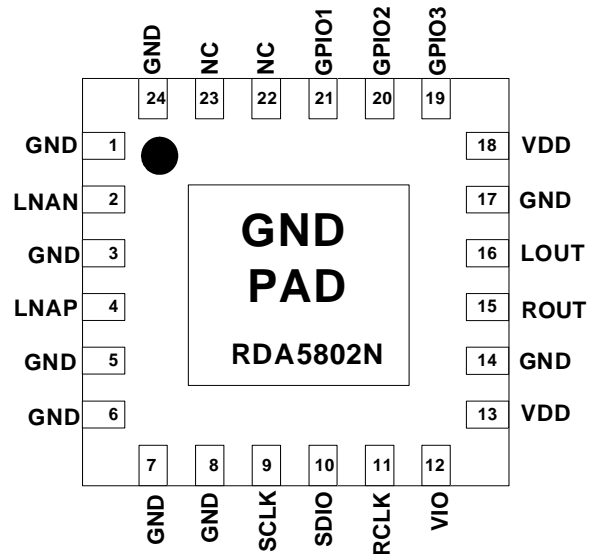 GND
NC
NC
GPIO1
GPIO2
GPIO3
24
23
22
21
20
19
GND 1
18 VDD
LNAN 2
17 GND
GND 3
16 LOUT
LNAP 4
15 ROUT
GND 5
14 GND
GND 6
13 VDD
GND
PAD
RDA5802N
7
8
9
10
11
12
GND
GND
SCLK
SDIO
RCLK
VIO